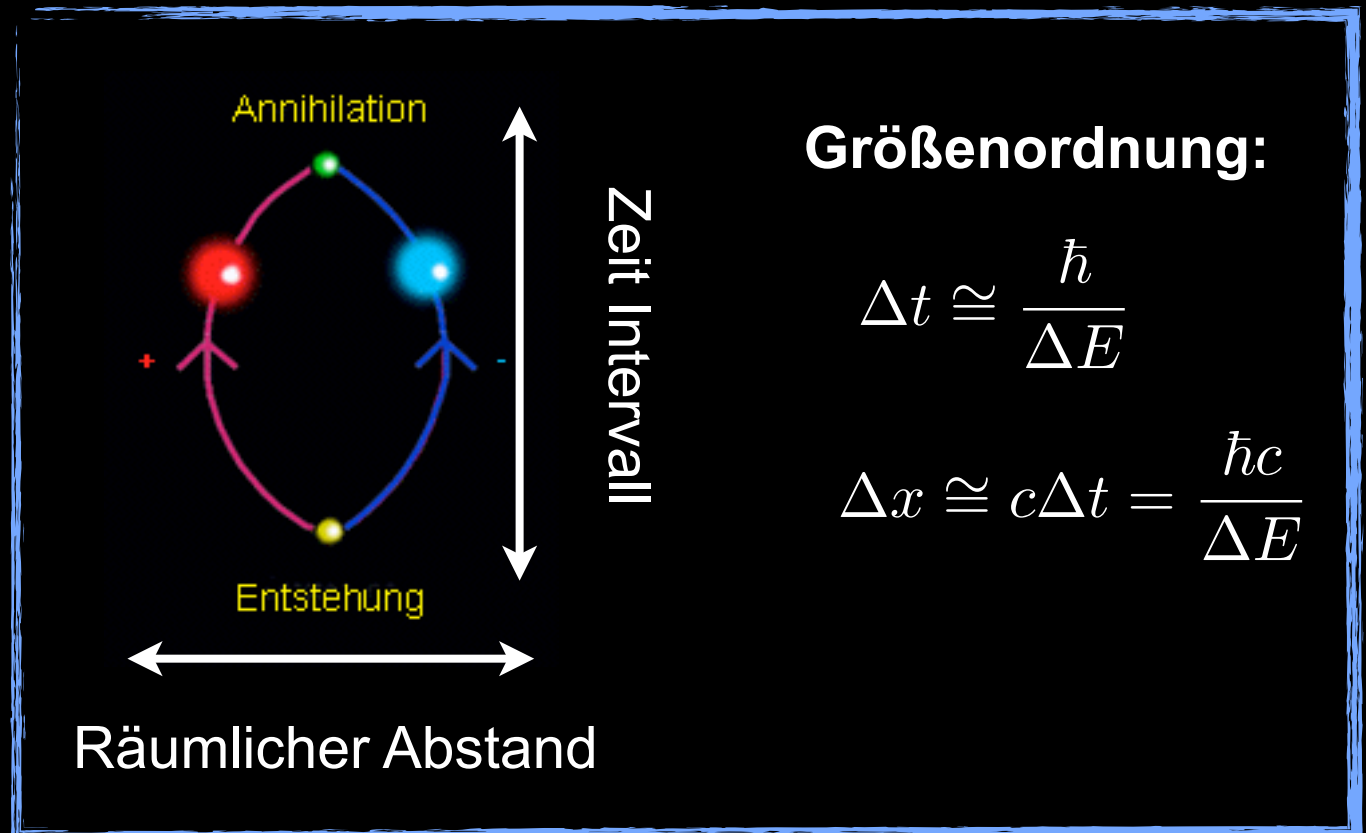 Annihilation
+
-
Entstehung
Zeit Intervall
Räumlicher Abstand
Größenordnung:
Δt ≅ ħ/ΔE
Δx ≅ cΔt = ħc/ΔE